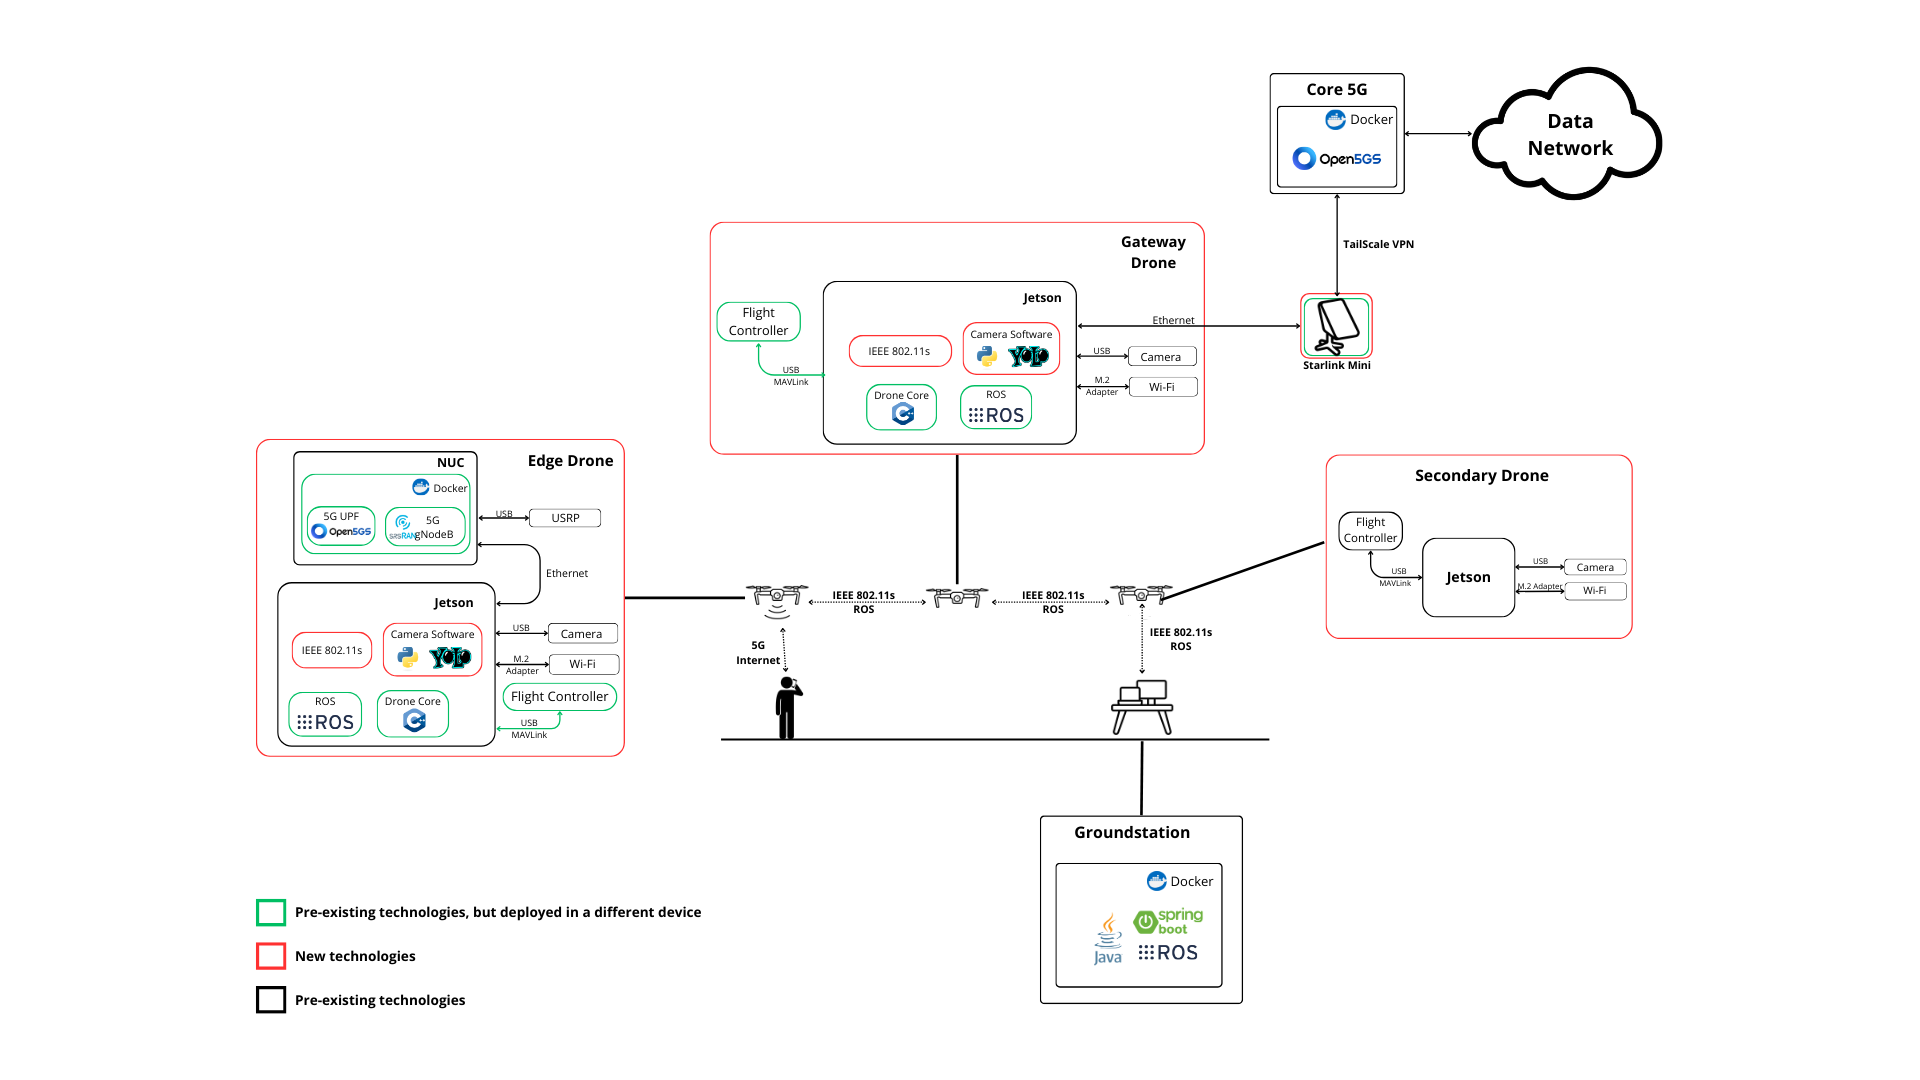 Core 5G
Docker
Open5GS
Data
Network
TailScale VPN
Gateway
Drone
Jetson
Flight
Controller
USB
MAVLink
IEEE 802.11s
Camera Software
YOLO
Drone Core
ROS
ROS
Ethernet
USB
Camera
M.2
Adapter
Wi-Fi
Starlink Mini
Edge Drone
NUC
Docker
5G UPF
Open5GS
5G
gNodeB
srsRAN
USB
USRP
Ethernet
Jetson
IEEE 802.11s
Camera Software
YOLO
ROS
ROS
Drone Core
USB
Camera
M.2
Adapter
Wi-Fi
Flight Controller
USB
MAVLink
Secondary Drone
Flight
Controller
USB
MAVLink
Jetson
USB
Camera
M.2 Adapter
Wi-Fi
IEEE 802.11s
ROS
IEEE 802.11s
ROS
IEEE 802.11s
ROS
5G
Internet
Groundstation
Docker
Java
spring
boot
ROS
Pre-existing technologies, but deployed in a different device
New technologies
Pre-existing technologies